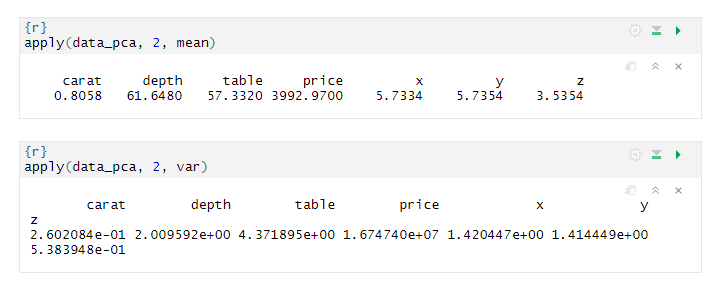 {r}
apply(data_pca, 2, mean)
carat depth table price x y z
0.8058 61.6480 57.3320 3992.9700 5.7334 5.7354 3.5354
{r}
apply(data_pca, 2, var)
carat depth table price x y
z
2.602084e-01 2.009592e+00 4.371895e+00 1.674740e+07 1.420447e+00 1.414449e+00
5.383948e-01